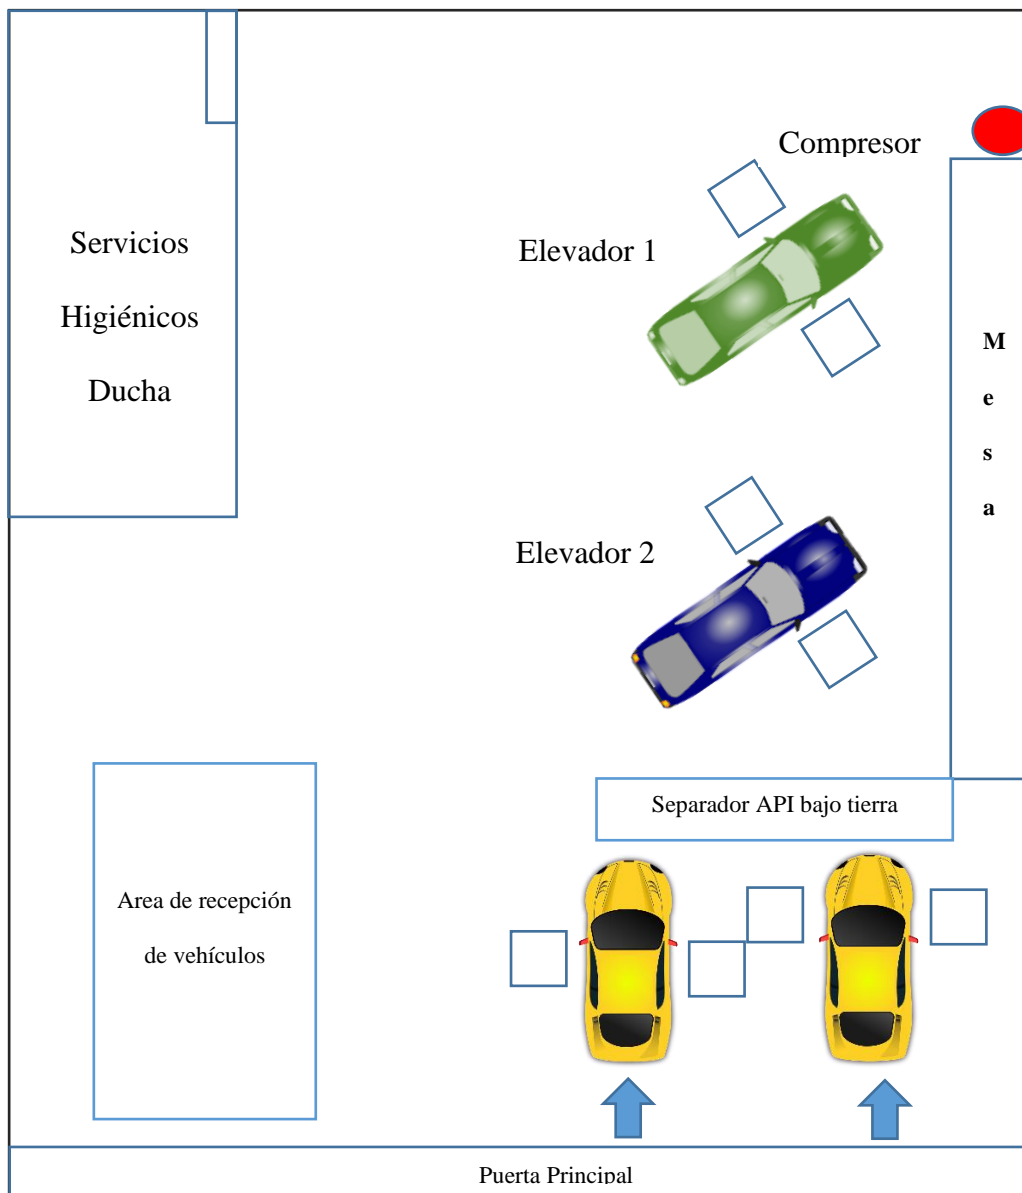 Compresor
Servicios
Higiénicos
Ducha
Elevador 1
M
e
s
a
Elevador 2
Separador API bajo tierra
Area de recepción
de vehículos
Puerta Principal